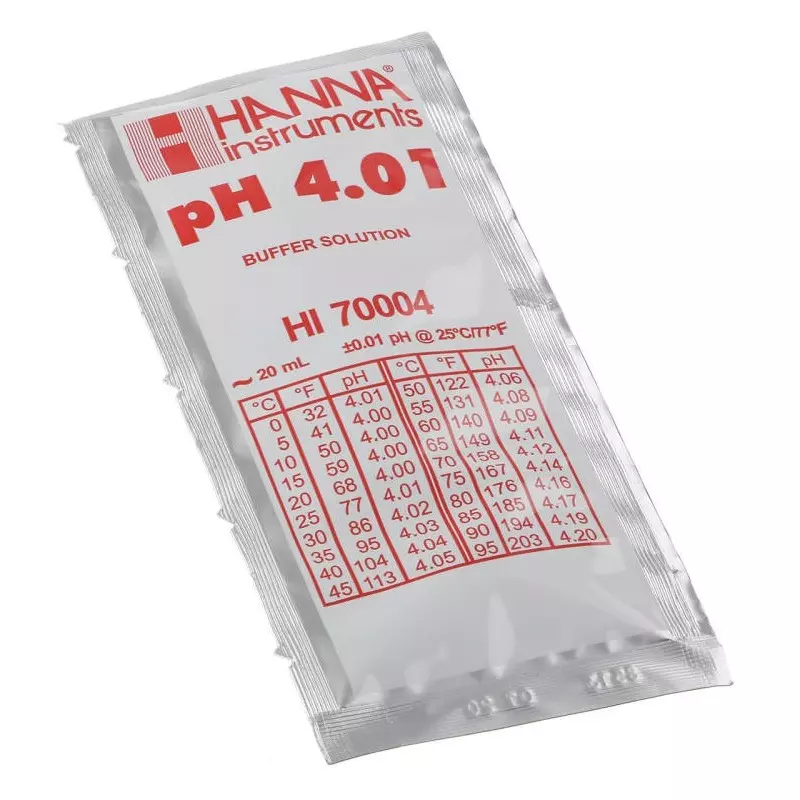 HANNA®
instruments
pH 4.01
BUFFER SOLUTION
HI 70004
~ 20 mL ±0.01 pH @ 25°C/77°F
°C °F pH °C °F pH
0 32 4.01 50 122 4.06
5 41 4.00 55 131 4.08
10 50 4.00 60 140 4.09
15 59 4.00 65 149 4.11
20 68 4.00 70 158 4.12
25 77 4.01 75 167 4.14
30 86 4.02 80 176 4.16
35 95 4.03 85 185 4.17
40 104 4.04 90 194 4.19
45 113 4.05 95 203 4.20